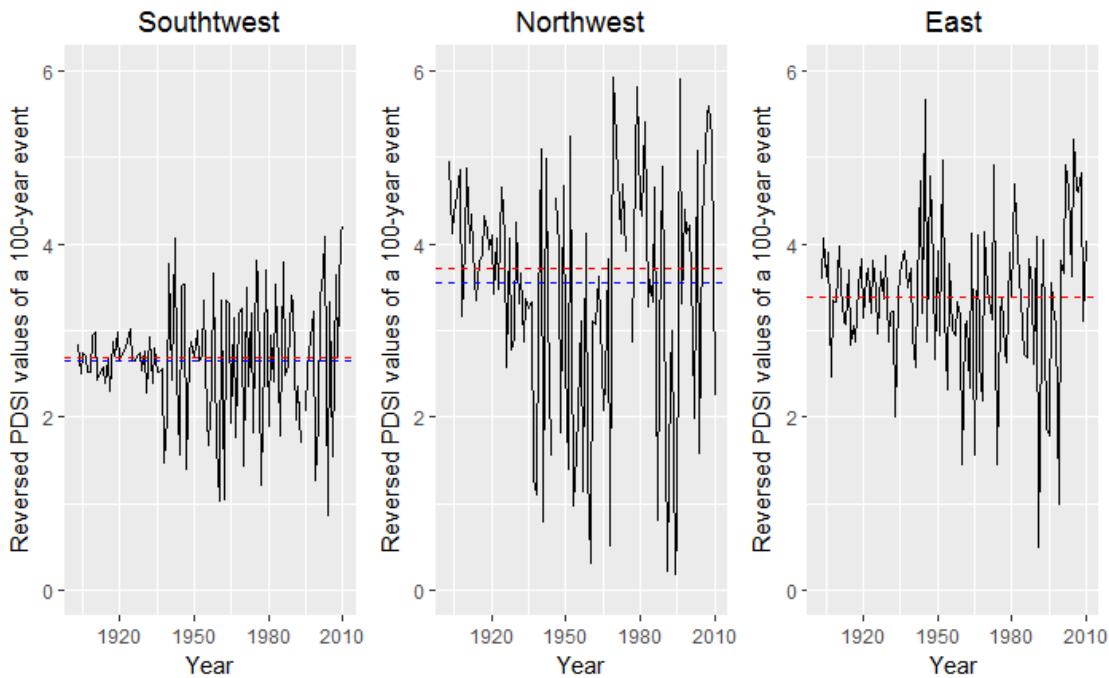 Southtwest
Northwest
East
Reversed PDSI values of a 100-year event
6
4
2
0
1920
1950
1980
2010
Year
Reversed PDSI values of a 100-year event
6
4
2
0
1920
1950
1980
2010
Year
Reversed PDSI values of a 100-year event
6
4
2
0
1920
1950
1980
2010
Year